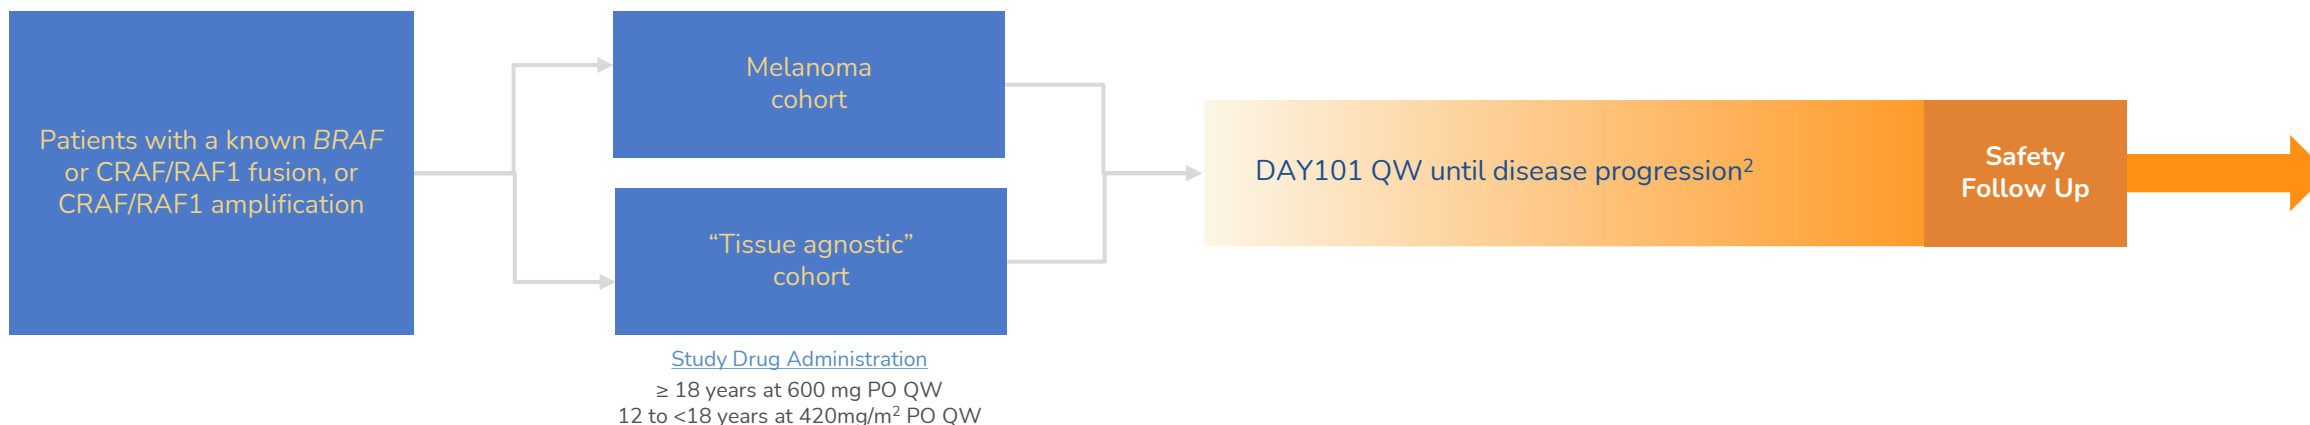 Patients with a known BRAF
or CRAF/RAF1 fusion, or
CRAF/RAF1 amplification
Melanoma
cohort
“Tissue agnostic”
cohort
Study Drug Administration
≥ 18 years at 600 mg PO QW
12 to <18 years at 420mg/m² PO QW
DAY101 QW until disease progression²
Safety
Follow Up